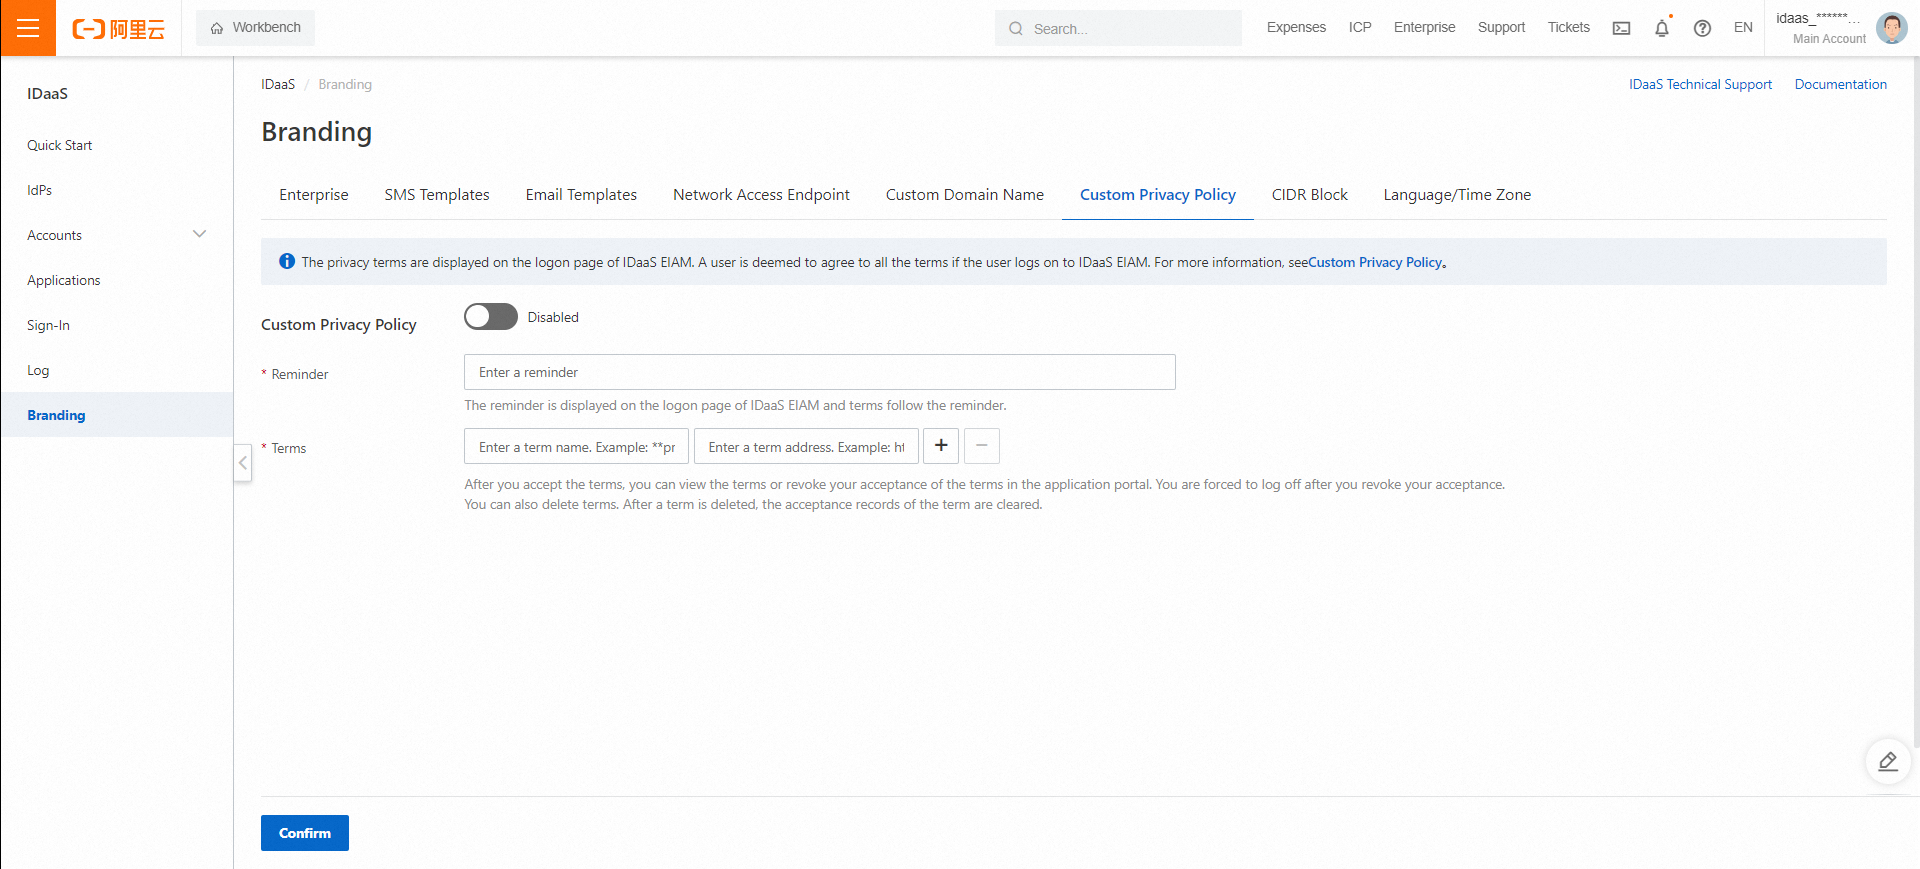 阿里云
Workbench
Search...
Expenses
ICP
Enterprise
Support
Tickets
EN
idaas_******...
Main Account
IDaaS
Quick Start
IdPs
Accounts
Applications
Sign-In
Log
Branding
IDaaS / Branding
IDaaS Technical Support
Documentation
Branding
Enterprise
SMS Templates
Email Templates
Network Access Endpoint
Custom Domain Name
Custom Privacy Policy
CIDR Block
Language/Time Zone
The privacy terms are displayed on the logon page of IDaaS EIAM. A user is deemed to agree to all the terms if the user logs on to IDaaS EIAM. For more information, seeCustom Privacy Policy。
Custom Privacy Policy
Disabled
* Reminder
Enter a reminder
The reminder is displayed on the logon page of IDaaS EIAM and terms follow the reminder.
* Terms
Enter a term name. Example: **pr
Enter a term address. Example: ht
After you accept the terms, you can view the terms or revoke your acceptance of the terms in the application portal. You are forced to log off after you revoke your acceptance.
You can also delete terms. After a term is deleted, the acceptance records of the term are cleared.
Confirm